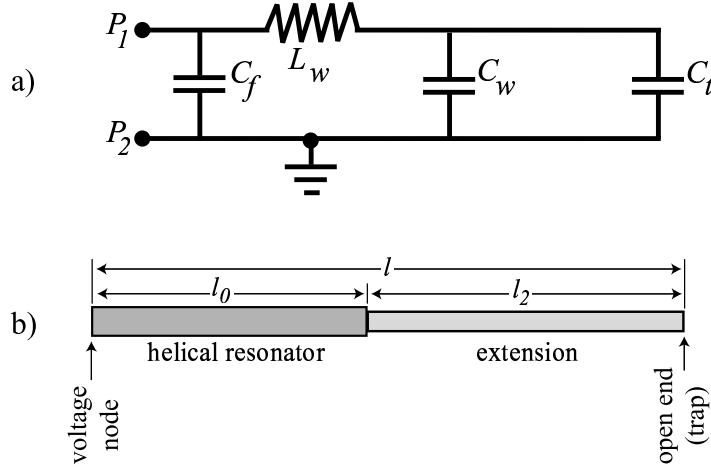 a)
P1
Cf
Lw
Cw
Ct
P2
b)
l
l0
l2
helical resonator
extension
voltage
node
open end
(trap)